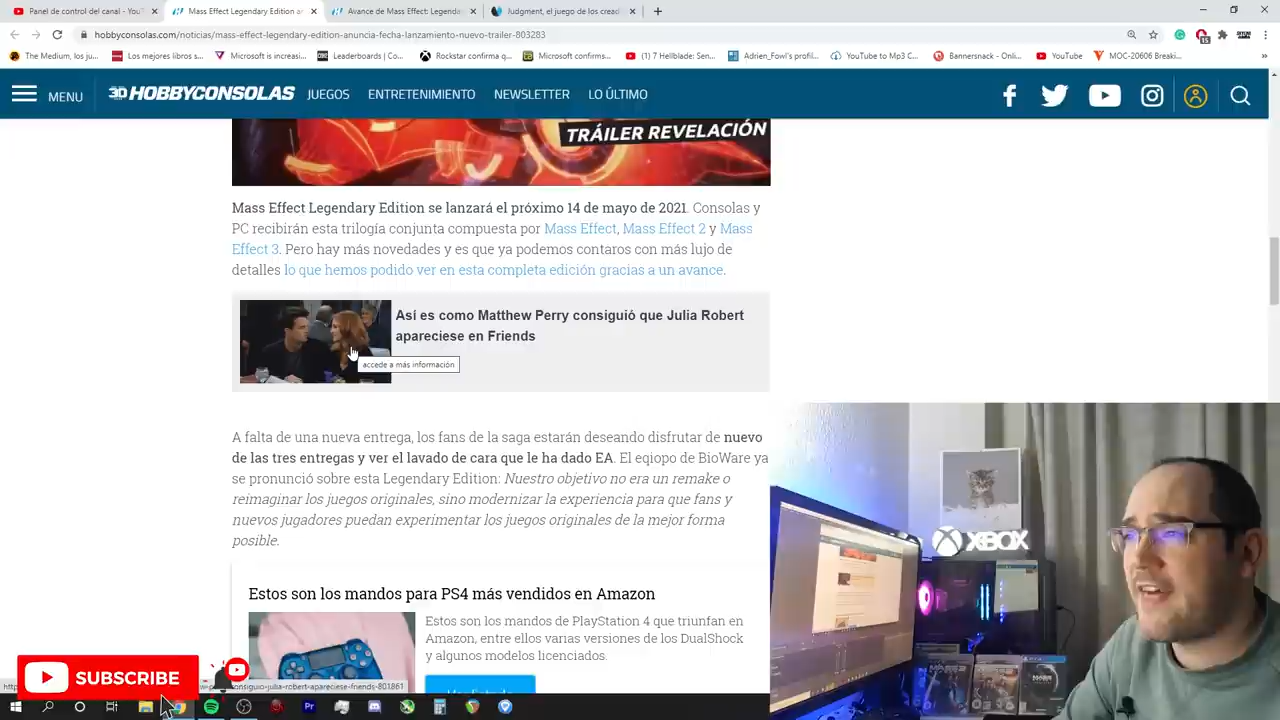 Panel de control del canal - YouT
Mass Effect Legendary Edition an
Avance de Mass Effect: Legenda
Judgment, el juego de los cread
hobbyconsolas.com/noticias/mass-effect-legendary-edition-anuncia-fecha-lanzamiento-nuevo-trailer-803283
The Medium, los ju...
Los mejores libros s...
Microsoft is increasi...
Leaderboards | Co...
Rockstar confirma q...
Microsoft confirms...
(1) 7 Hellblade: Sen...
Adrien_Fowl's profil...
YouTube to Mp3 C...
Bannersnack - Onli...
YouTube
MOC-20606 Breaki...
MENU
HOBBYCONSOLAS
JUEGOS
ENTRETENIMIENTO
NEWSLETTER
LO ÚLTIMO
TRÁILER REVELACIÓN
Mass Effect Legendary Edition se lanzará el próximo 14 de mayo de 2021. Consolas y
PC recibirán esta trilogía conjunta compuesta por Mass Effect, Mass Effect 2 y Mass
Effect 3. Pero hay más novedades y es que ya podemos contaros con más lujo de
detalles lo que hemos podido ver en esta completa edición gracias a un avance.
Así es como Matthew Perry consiguió que Julia Robert
apareciese en Friends
accede a más información
A falta de una nueva entrega, los fans de la saga estarán deseando disfrutar de nuevo
de las tres entregas y ver el lavado de cara que le ha dado EA. El eqiopo de BioWare ya
se pronunció sobre esta Legendary Edition: Nuestro objetivo no era un remake o
reimaginar los juegos originales, sino modernizar la experiencia para que fans y
nuevos jugadores puedan experimentar los juegos originales de la mejor forma
posible.
XBOX
Estos son los mandos para PS4 más vendidos en Amazon
Estos son los mandos de PlayStation 4 que triunfan en
Amazon, entre ellos varias versiones de los DualShock
y algunos modelos licenciados.
SUBSCRIBE
consiguio-julia-robert-apareciese-friends-801861